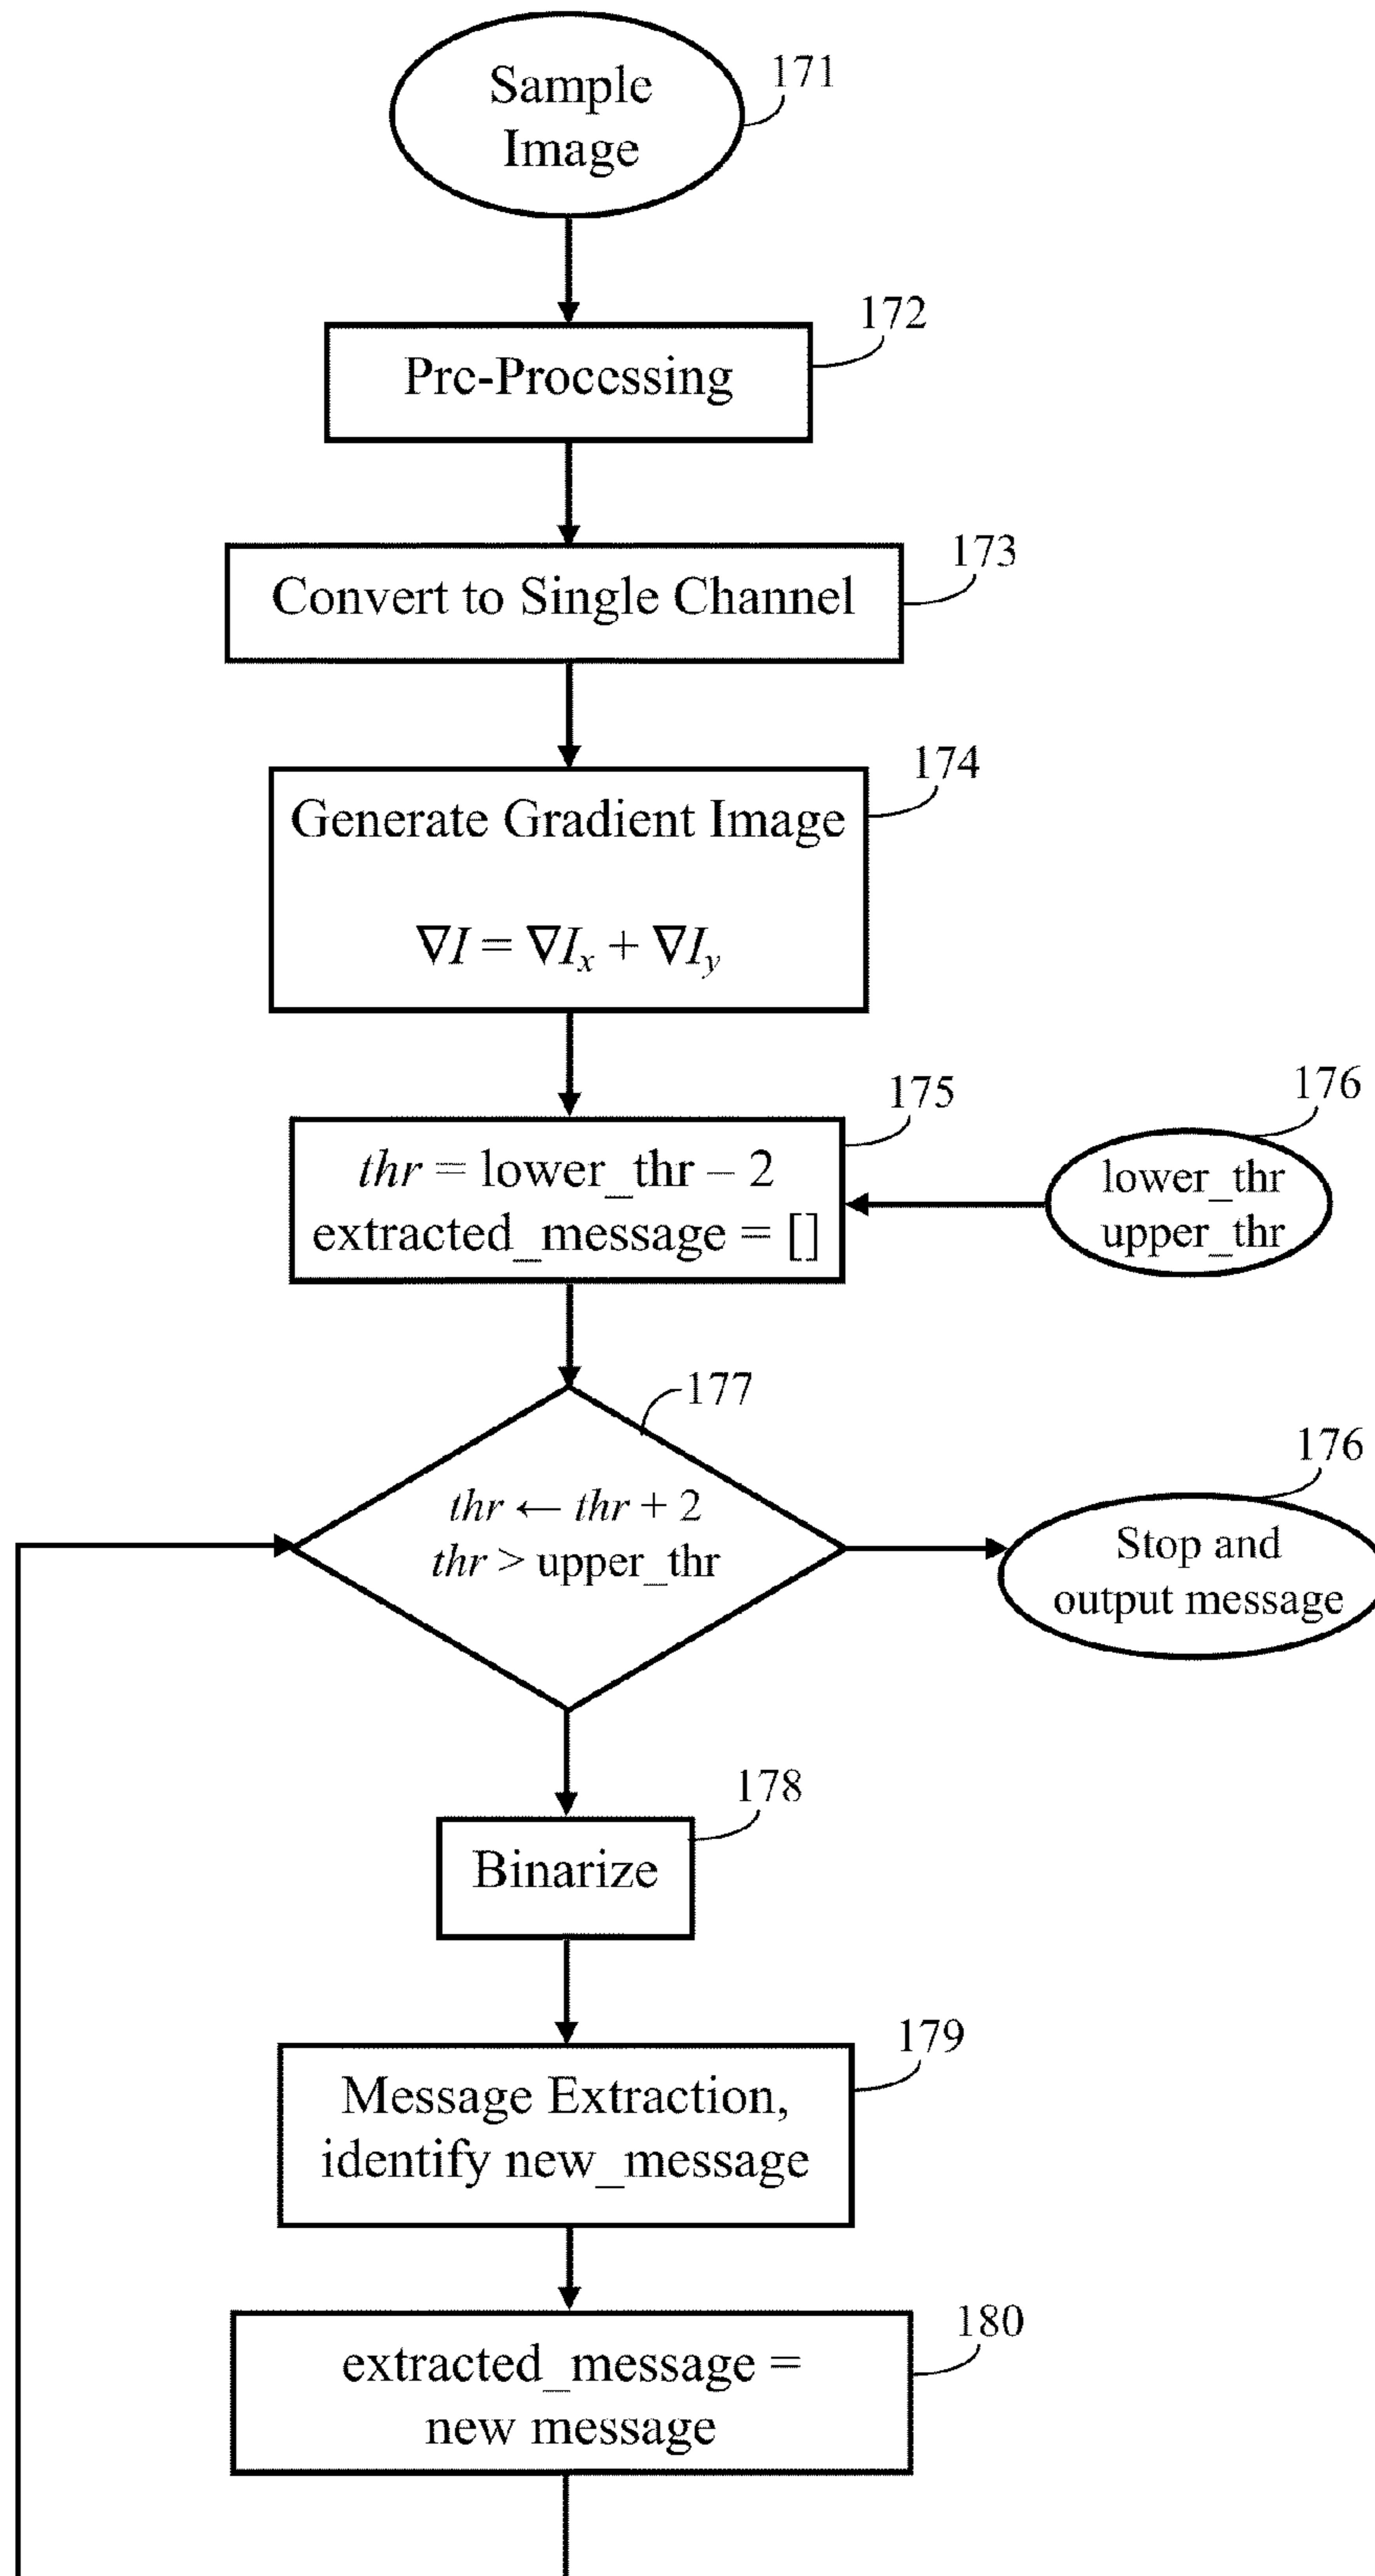 Sample
Image
171
172
Pre-Processing
173
Convert to Single Channel
174
Generate Gradient Image
∇I = ∇Iₓ + ∇Iᵧ
175
thr = lower_thr – 2
extracted_message = []
176
lower_thr
upper_thr
177
thr ← thr + 2
thr > upper_thr
176
Stop and
output message
178
Binarize
179
Message Extraction,
identify new_message
180
extracted_message =
new message